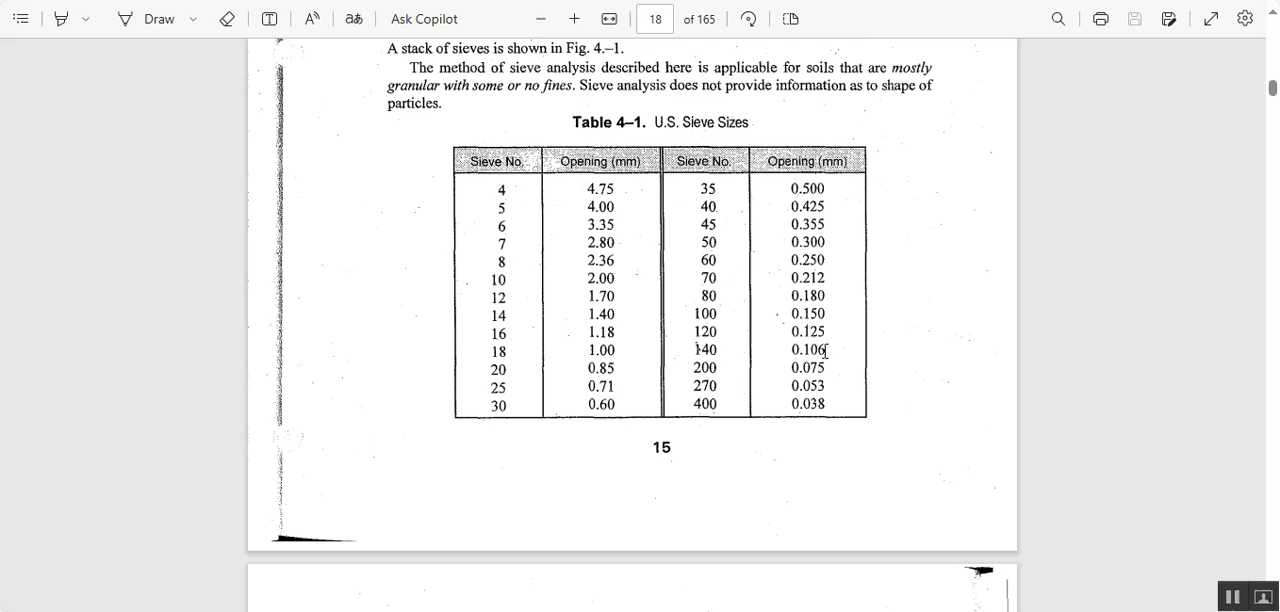 Draw
Ask Copilot
18 of 165
A stack of sieves is shown in Fig. 4.–1.
The method of sieve analysis described here is applicable for soils that are mostly
granular with some or no fines. Sieve analysis does not provide information as to shape of
particles.
Table 4–1. U.S. Sieve Sizes
Sieve No. Opening (mm) Sieve No. Opening (mm)
4 4.75 35 0.500
5 4.00 40 0.425
6 3.35 45 0.355
7 2.80 50 0.300
8 2.36 60 0.250
10 2.00 70 0.212
12 1.70 80 0.180
14 1.40 100 0.150
16 1.18 120 0.125
18 1.00 140 0.106
20 0.85 200 0.075
25 0.71 270 0.053
30 0.60 400 0.038
15